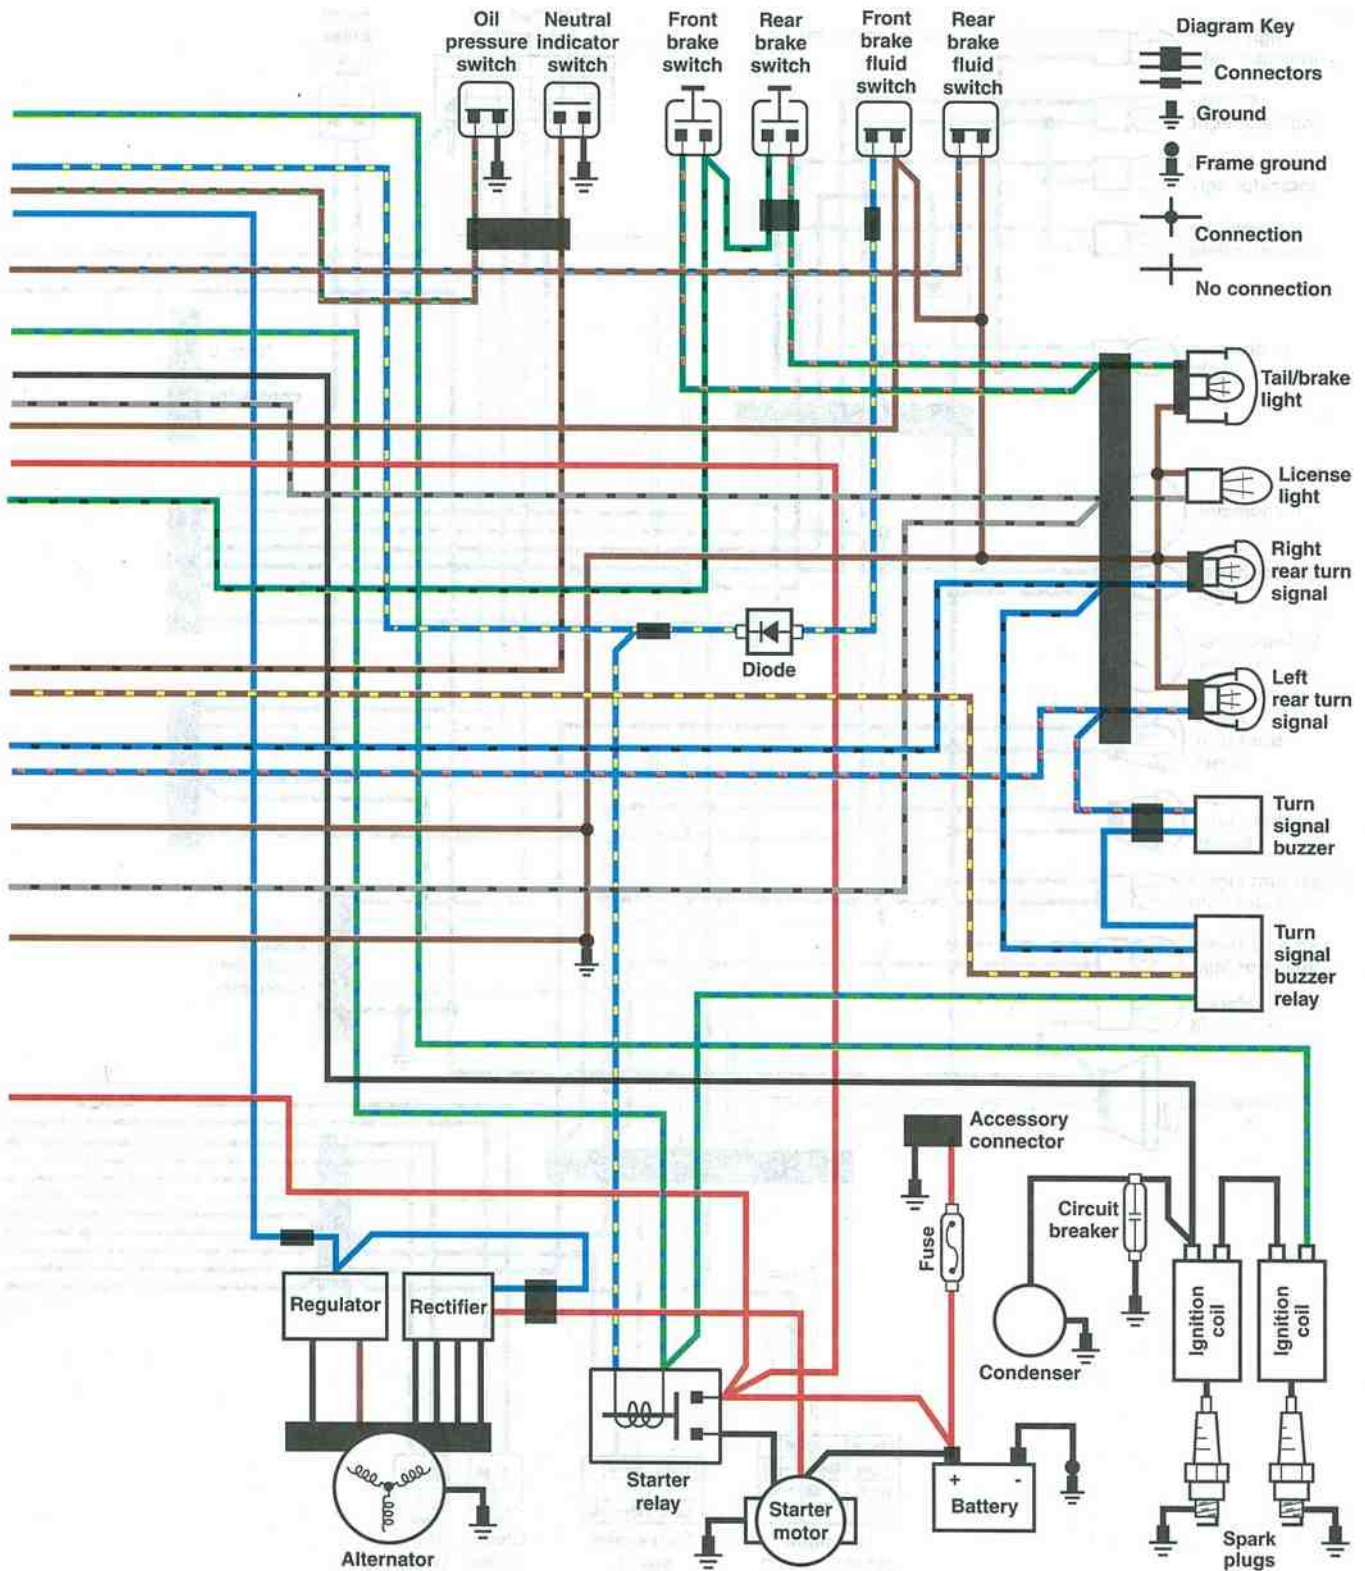 Oil
pressure
switch
Neutral
indicator
switch
Front
brake
switch
Rear
brake
switch
Front
brake
fluid
switch
Rear
brake
fluid
switch
Diagram Key
Connectors
Ground
Frame ground
Connection
No connection
Tail/brake
light
License
light
Right
rear turn
signal
Diode
Left
rear turn
signal
Turn
signal
buzzer
Turn
signal
buzzer
relay
Accessory
connector
Fuse
Circuit
breaker
Condenser
Ignition
coil
Ignition
coil
Regulator
Rectifier
Alternator
Starter
relay
Starter
motor
+ -
Battery
Spark
plugs